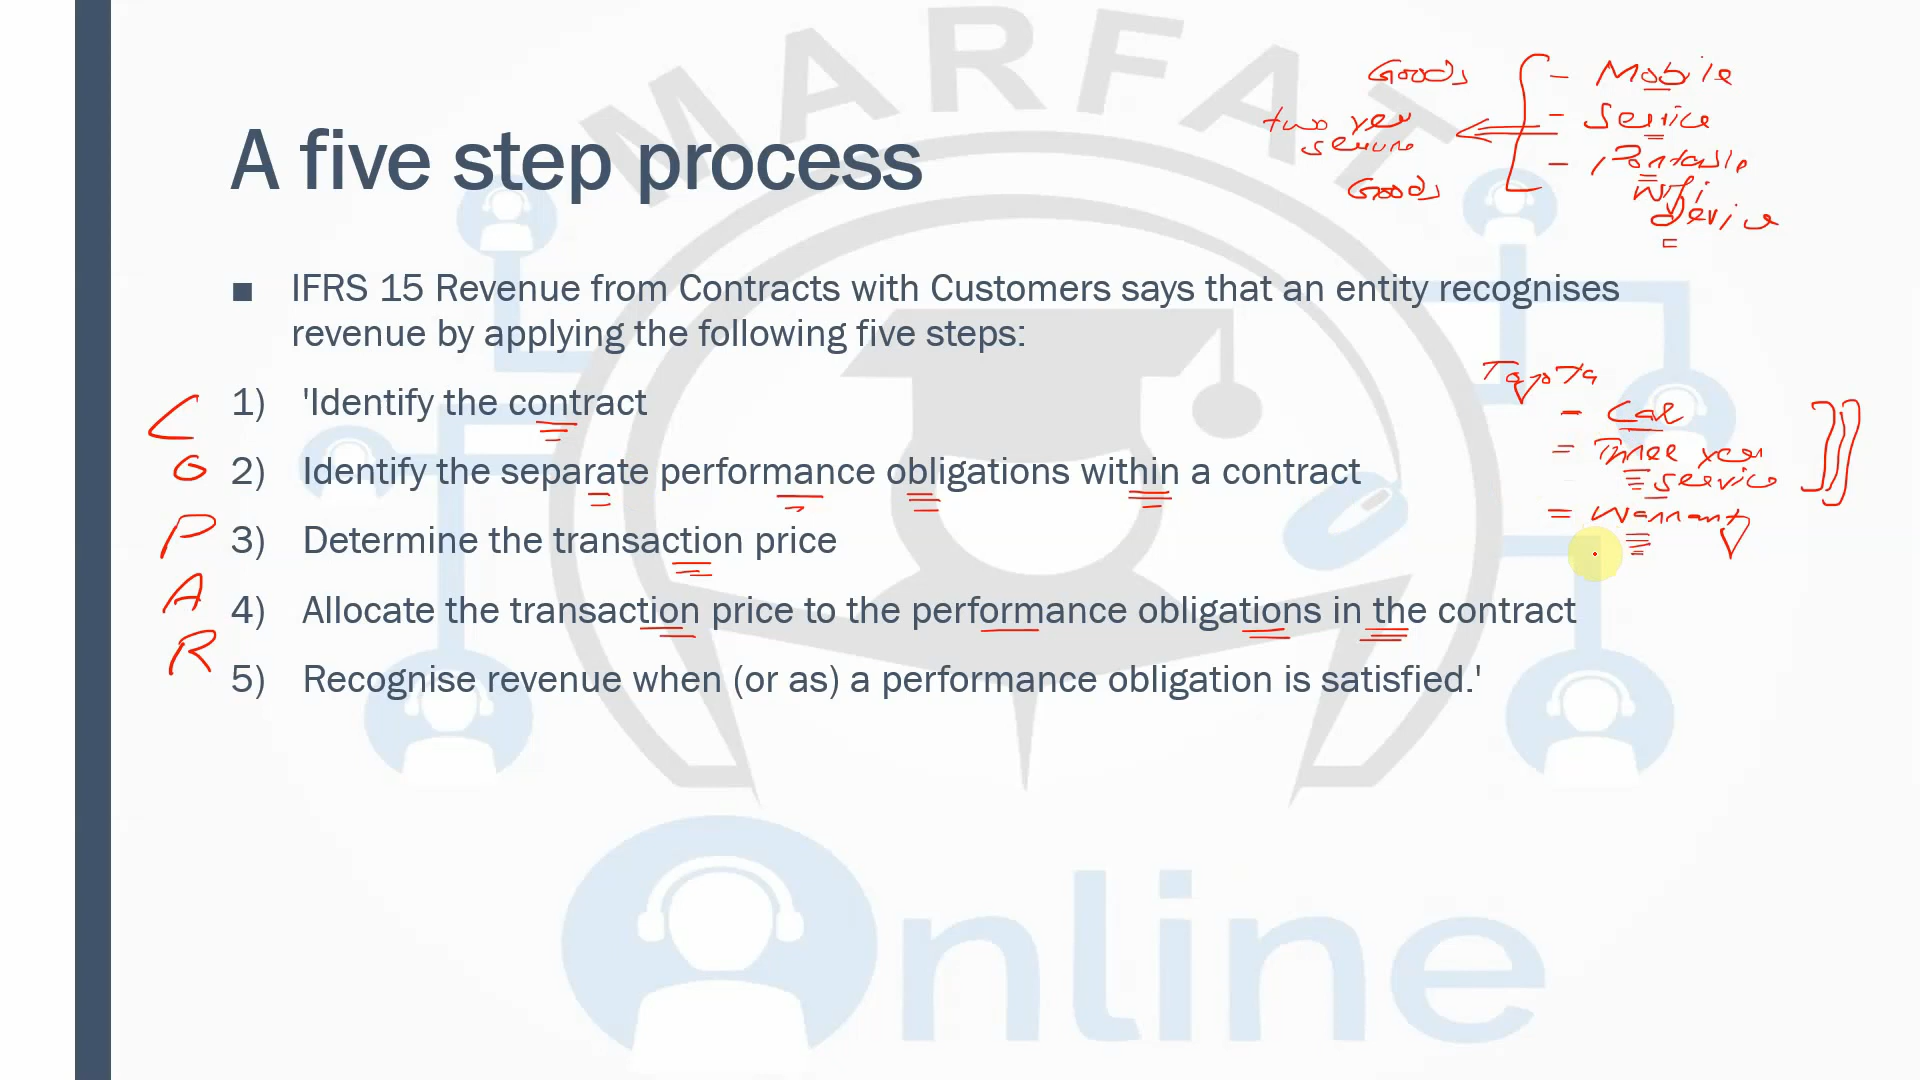 MARFAT
Goods
- Mobile
two year
service
- Service
Goods
- Portable
wifi
Device
A five step process
■ IFRS 15 Revenue from Contracts with Customers says that an entity recognises
revenue by applying the following five steps:
Toyota
C
1) 'Identify the contract
- Car
O
2) Identify the separate performance obligations within a contract
= Three year
service
P
3) Determine the transaction price
= Warranty
A
4) Allocate the transaction price to the performance obligations in the contract
R
5) Recognise revenue when (or as) a performance obligation is satisfied.'
Online